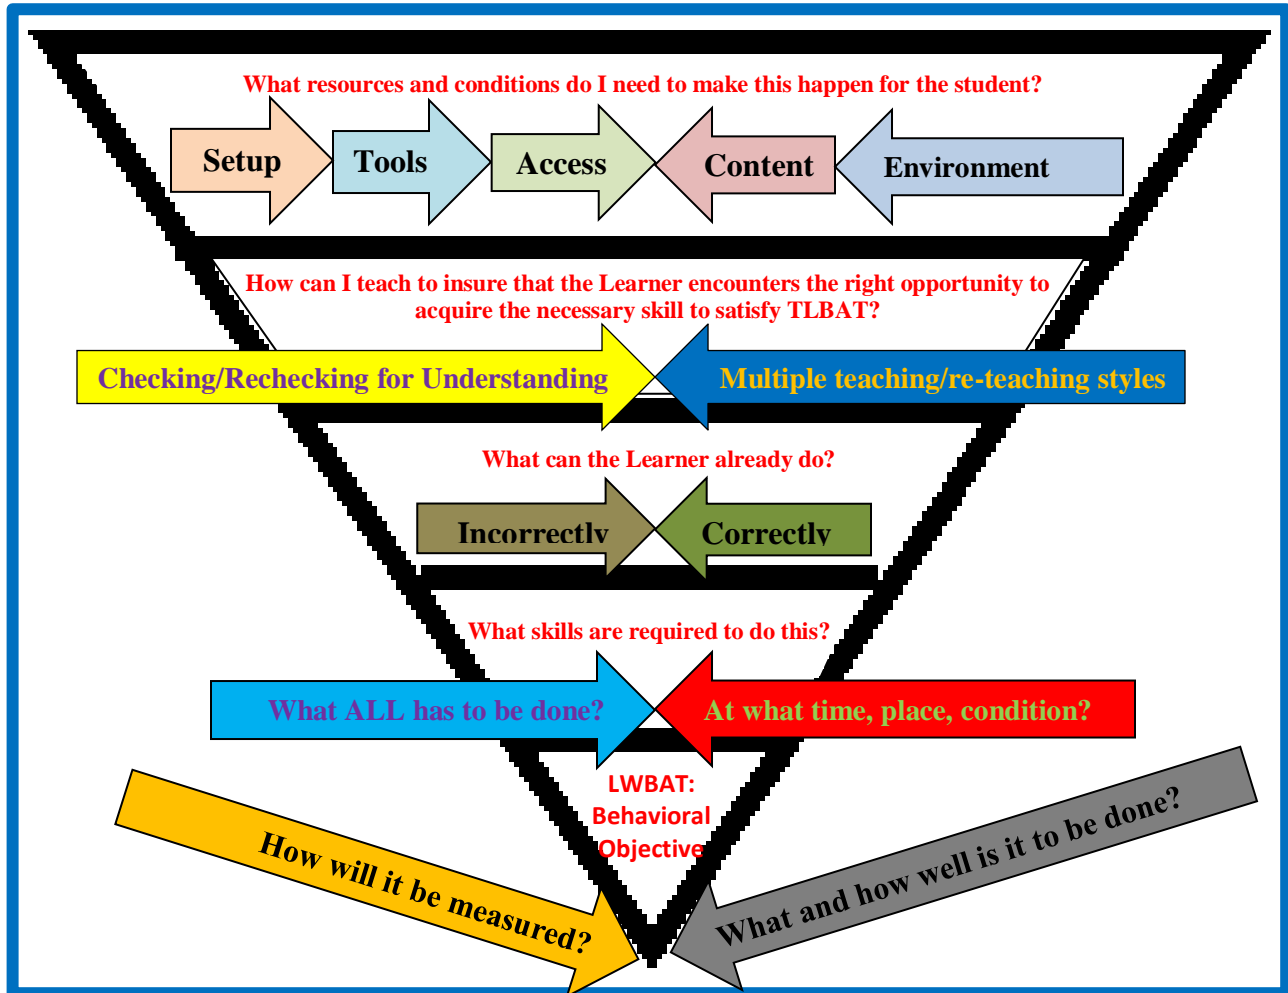 What resources and conditions do I need to make this happen for the student?
Setup
Tools
Access
Content
Environment
How can I teach to insure that the Learner encounters the right opportunity to
acquire the necessary skill to satisfy TLBAT?
Checking/Rechecking for Understanding
Multiple teaching/re-teaching styles
What can the Learner already do?
Incorrectly
Correctly
What skills are required to do this?
What ALL has to be done?
At what time, place, condition?
LWBAT:
Behavioral
Objective
How will it be measured?
What and how well is it to be done?